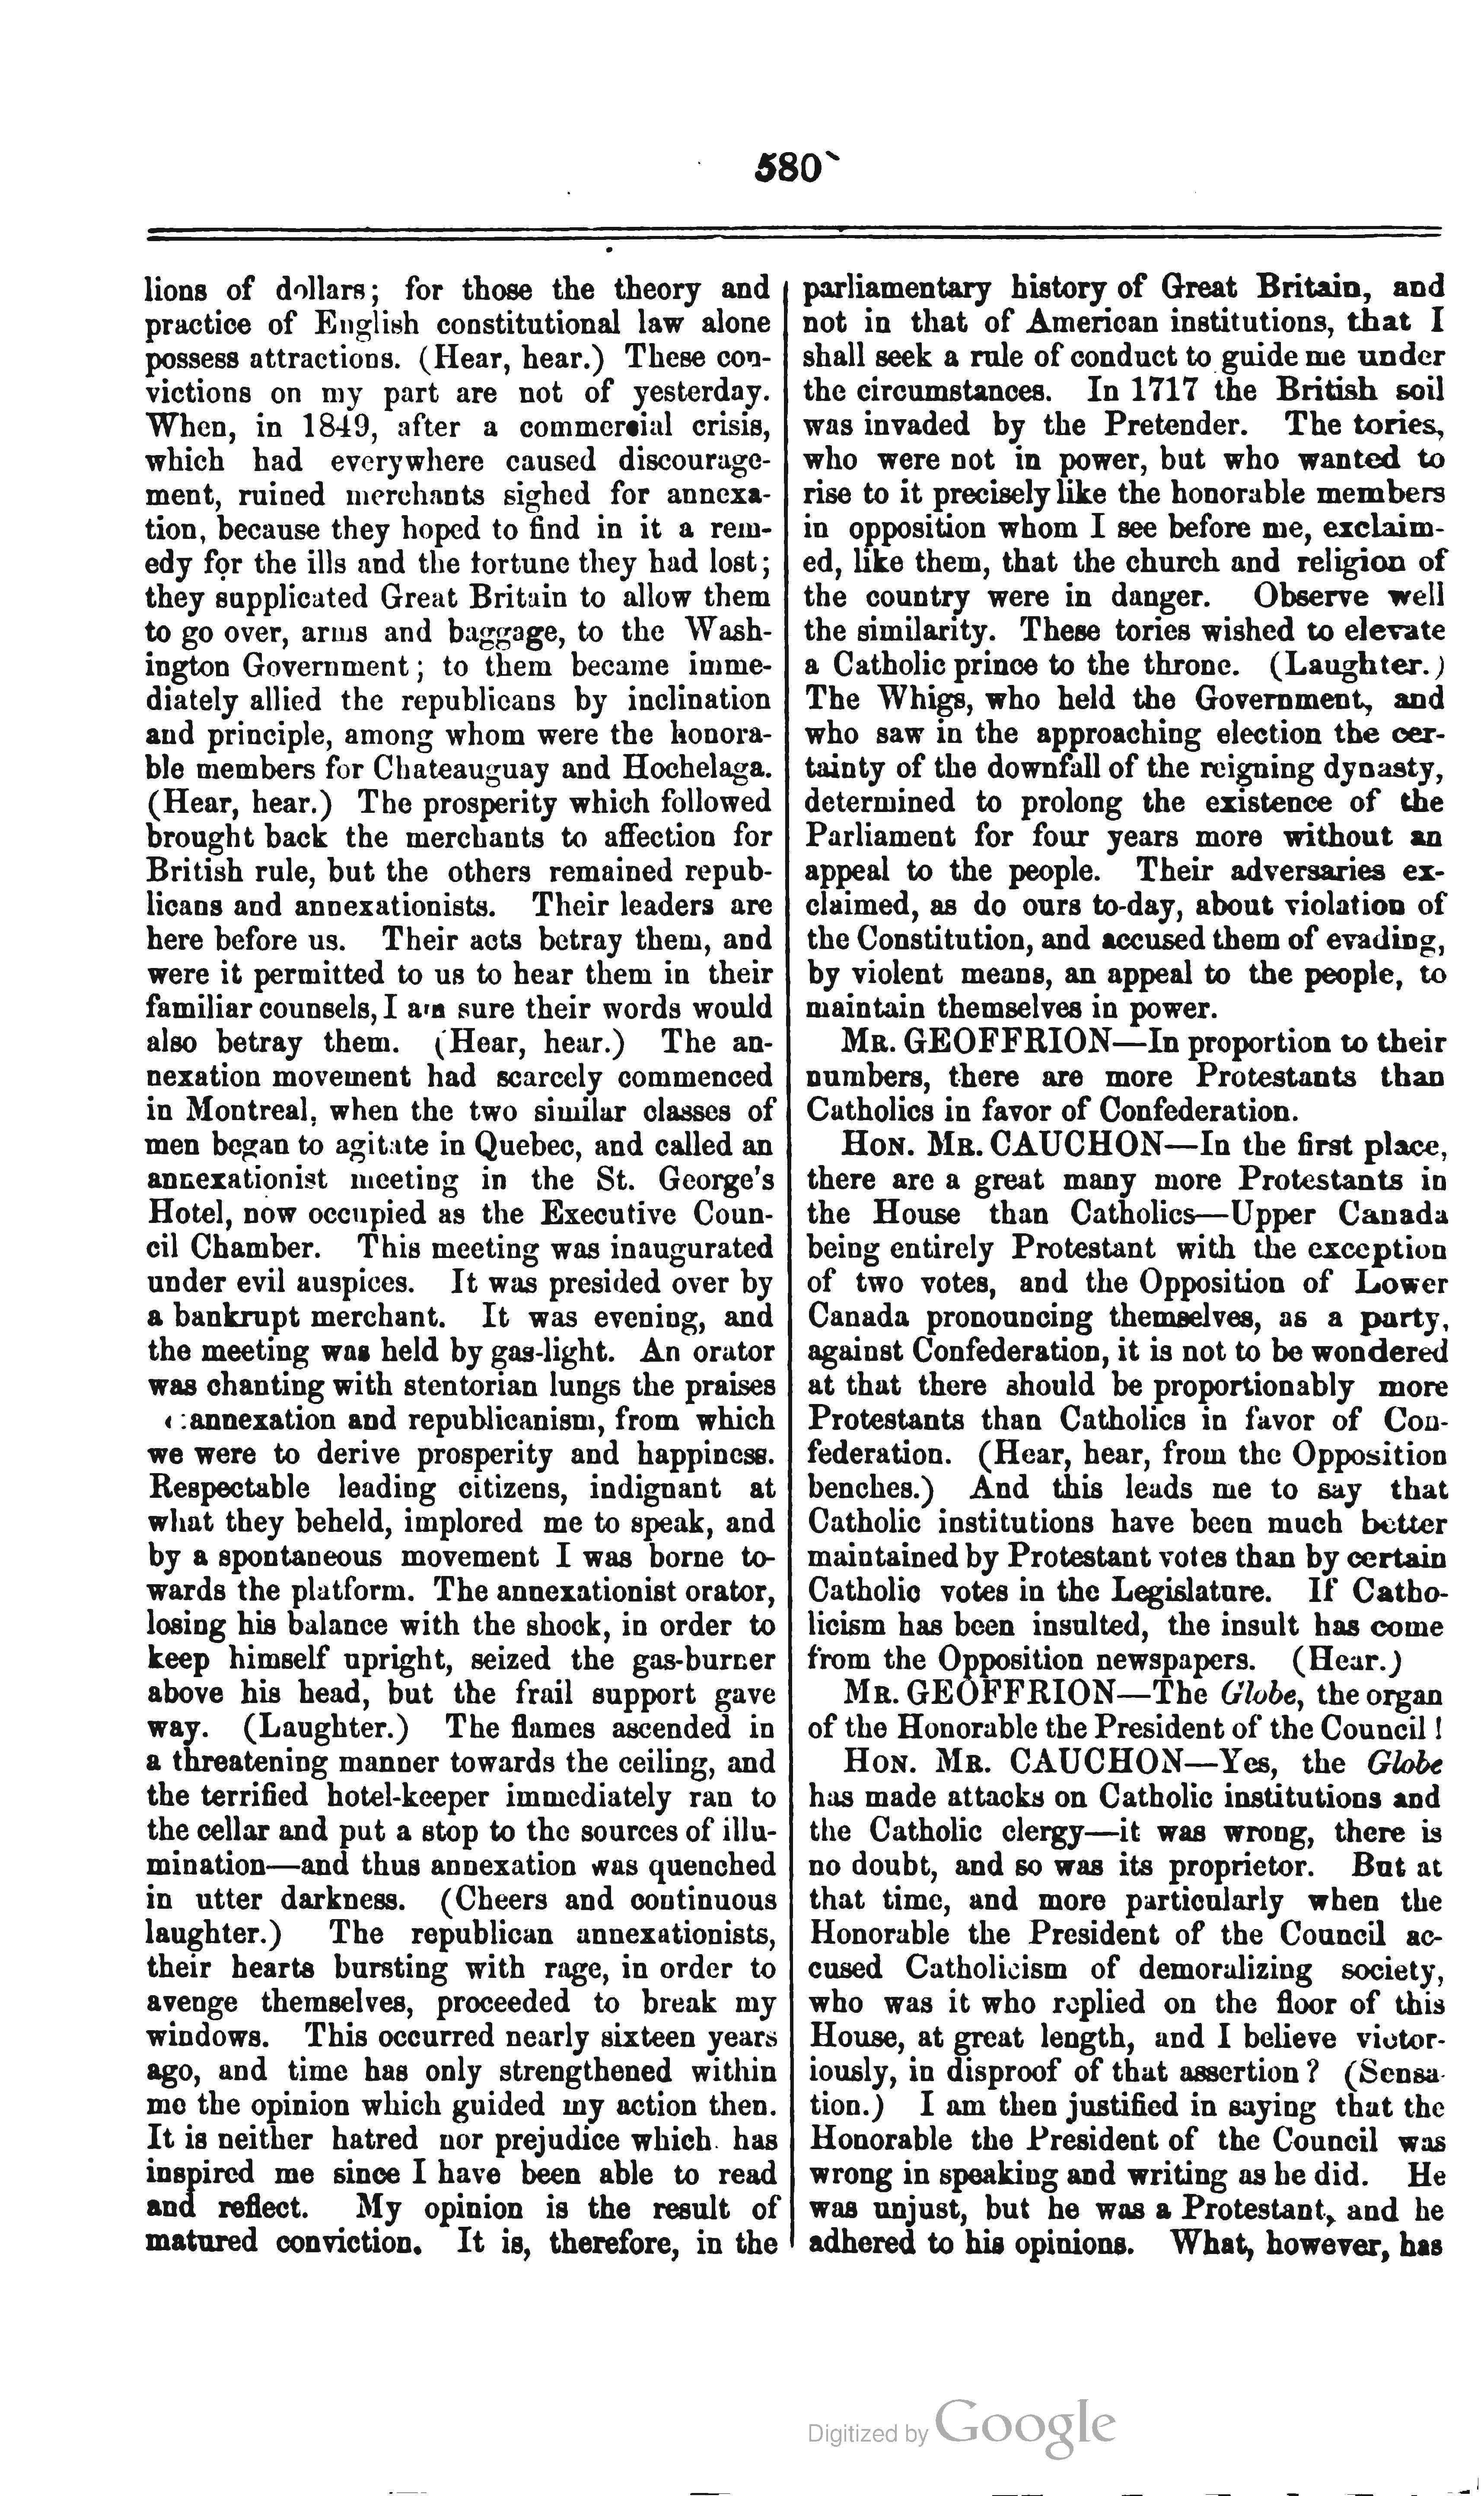 580
lions of dollars; for those the theory and
practice of English constitutional law alone
possess attractions. (Hear, hear.) These con-
victions on my part are not of yesterday.
When, in 1849, after a commercial crisis,
which had everywhere caused discourage-
ment, ruined merchants sighed for annexa-
tion, because they hoped to find in it a rem-
edy for the ills and the fortune they had lost;
they supplicated Great Britain to allow them
to go over, arms and baggage, to the Wash-
ington Government; to them became imme-
diately allied the republicans by inclination
and principle, among whom were the honora-
ble members for Chateauguay and Hochelaga.
(Hear, hear.) The prosperity which followed
brought back the merchants to affection for
British rule, but the others remained repub-
licans and annexationists. Their leaders are
here before us. Their acts betray them, and
were it permitted to us to hear them in their
familiar counsels, I am sure their words would
also betray them. (Hear, hear.) The an-
nexation movement had scarcely commenced
in Montreal, when the two similar classes of
men began to agitate in Quebec, and called an
annexationist meeting in the St. George's
Hotel, now occupied as the Executive Coun-
cil Chamber. This meeting was inaugurated
under evil auspices. It was presided over by
a bankrupt merchant. It was evening, and
the meeting was held by gas-light. An orator
was chanting with stentorian lungs the praises
annexation and republicanism, from which
we were to derive prosperity and happiness.
Respectable leading citizens, indignant at
what they beheld, implored me to speak, and
by a spontaneous movement I was borne to-
wards the platform. The annexationist orator,
losing his balance with the shock, in order to
keep himself upright, seized the gas-burner
above his head, but the frail support gave
way. (Laughter.) The flames ascended in
a threatening manner towards the ceiling, and
the terrified hotel-keeper immediately ran to
the cellar and put a stop to the sources of illu-
mination—and thus annexation was quenched
in utter darkness. (Cheers and continuous
laughter.) The republican annexationists,
their hearts bursting with rage, in order to
avenge themselves, proceeded to break my
windows. This occurred nearly sixteen years
ago, and time has only strengthened within
me the opinion which guided my action then.
It is neither hatred nor prejudice which has
inspired me since I have been able to read
and reflect. My opinion is the result of
matured conviction. It is, therefore, in the
parliamentary history of Great Britain, and
not in that of American institutions, that I
shall seek a rule of conduct to guide me under
the circumstances. In 1717 the British soil
was invaded by the Pretender. The tories,
who were not in power, but who wanted to
rise to it precisely like the honorable members
in opposition whom I see before me, exclaim-
ed, like them, that the church and religion of
the country were in danger. Observe well
the similarity. These tories wished to elevate
a Catholic prince to the throne. (Laughter.)
The Whigs, who held the Government, and
who saw in the approaching election the cer-
tainty of the downfall of the reigning dynasty,
determined to prolong the existence of the
Parliament for four years more without an
appeal to the people. Their adversaries ex-
claimed, as do ours to-day, about violation of
the Constitution, and accused them of evading,
by violent means, an appeal to the people, to
maintain themselves in power.
MR. GEOFFRION—In proportion to their
numbers, there are more Protestants than
Catholics in favor of Confederation.
HON. MR. CAUCHON—In the first place,
there are a great many more Protestants in
the House than Catholics—Upper Canada
being entirely Protestant with the exception
of two votes, and the Opposition of Lower
Canada pronouncing themselves, as a party,
against Confederation, it is not to be wondered
at that there should be proportionably more
Protestants than Catholics in favor of Con-
federation. (Hear, hear, from the Opposition
benches.) And this leads me to say that
Catholic institutions have been much better
maintained by Protestant votes than by certain
Catholic votes in the Legislature. If Catho-
licism has been insulted, the insult has come
from the Opposition newspapers. (Hear.)
MR. GEOFFRION—The Globe, the organ
of the Honorable the President of the Council!
HON. MR. CAUCHON—Yes, the Globe
has made attacks on Catholic institutions and
the Catholic clergy—it was wrong, there is
no doubt, and so was its proprietor. But at
that time, and more particularly when the
Honorable the President of the Council ac-
cused Catholicism of demoralizing society,
who was it who replied on the floor of this
House, at great length, and I believe victor-
iously, in disproof of that assertion? (Sensa-
tion.) I am then justified in saying that the
Honorable the President of the Council was
wrong in speaking and writing as he did. He
was unjust, but he was a Protestant, and he
adhered to his opinions. What, however, has
Digitized by Google